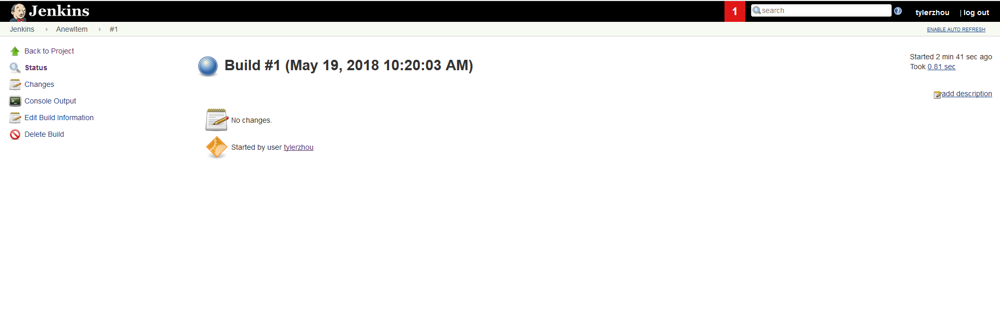 Jenkins
1
search
tylerzhou
| log out
Jenkins AnewItem #1
ENABLE AUTO REFRESH
Back to Project
Status
Changes
Console Output
Edit Build Information
Delete Build
Build #1 (May 19, 2018 10:20:03 AM)
Started 2 min 41 sec ago
Took 0.81 sec
add description
No changes.
Started by user tylerzhou